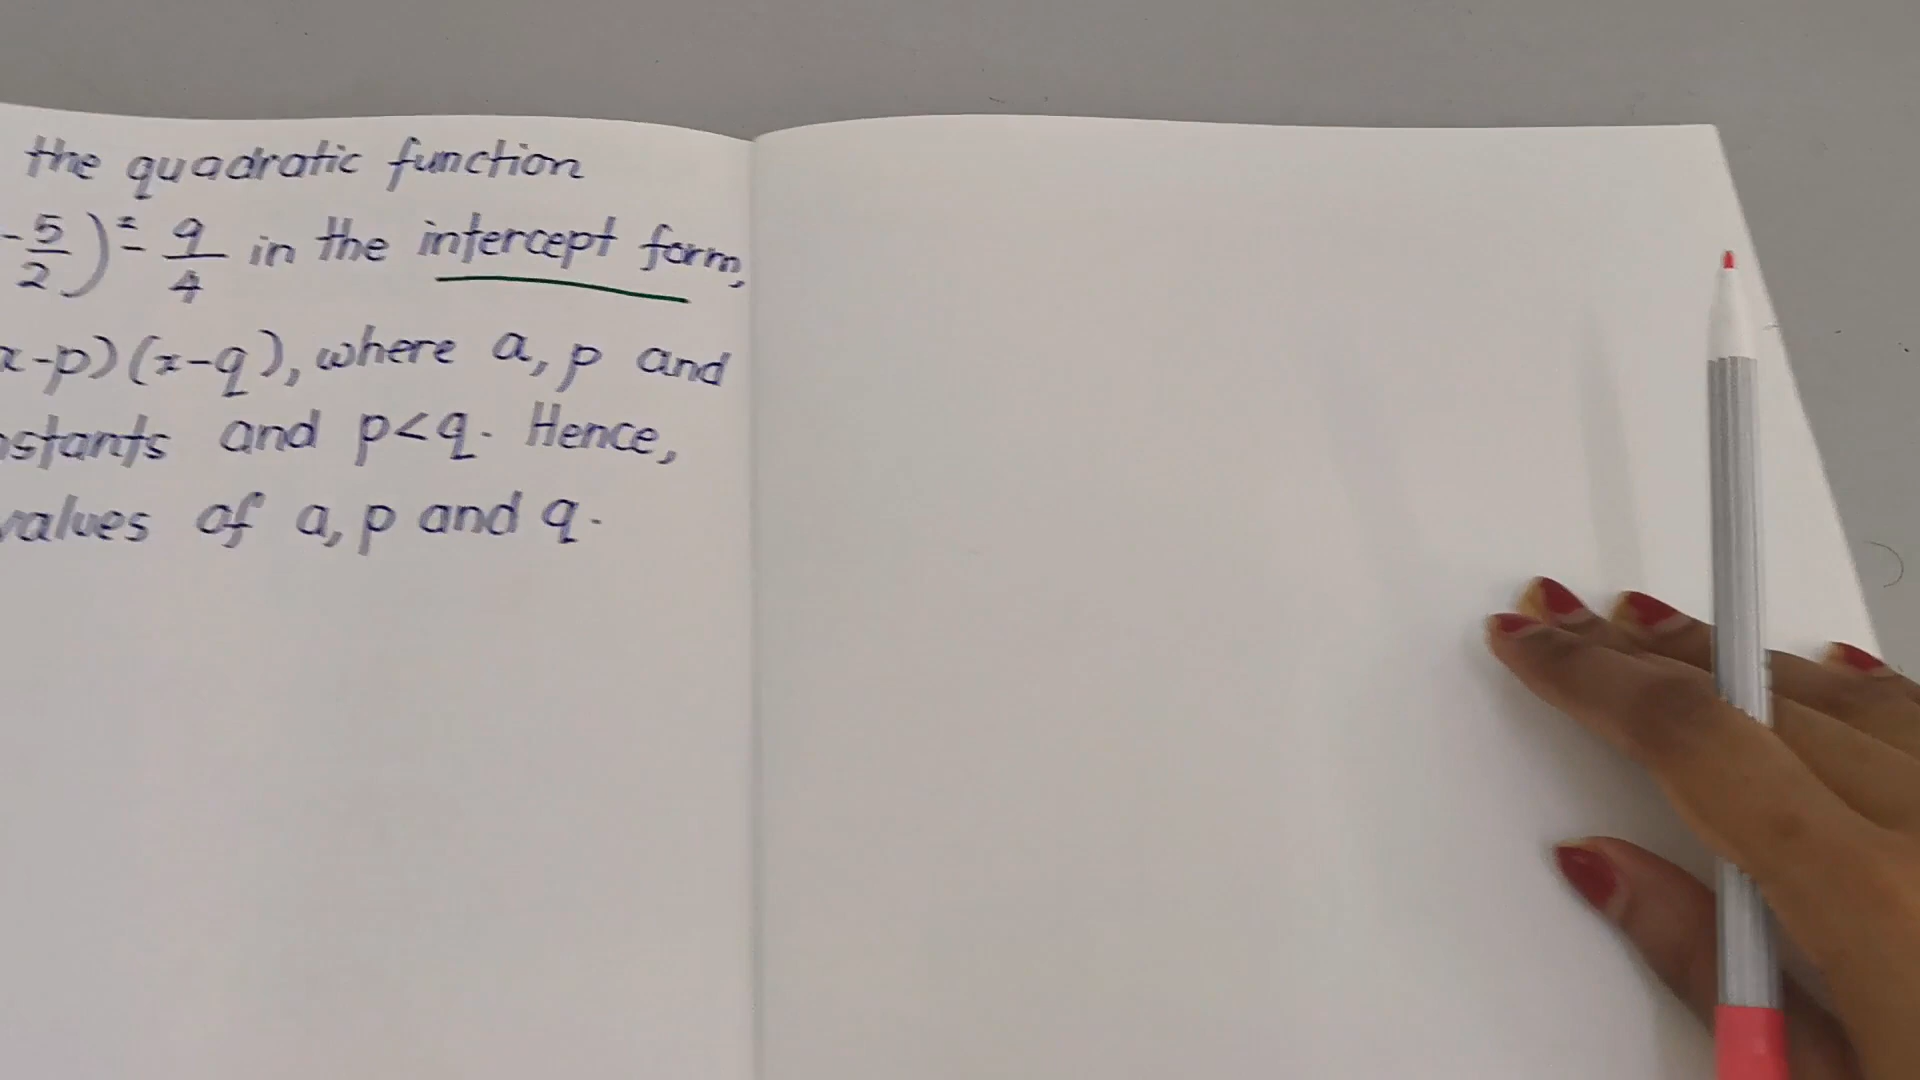 the quadratic function
-5/2)² - 9/4 in the intercept form,
x-p)(x-q), where a, p and
nstants and p<q. Hence,
values of a, p and q.